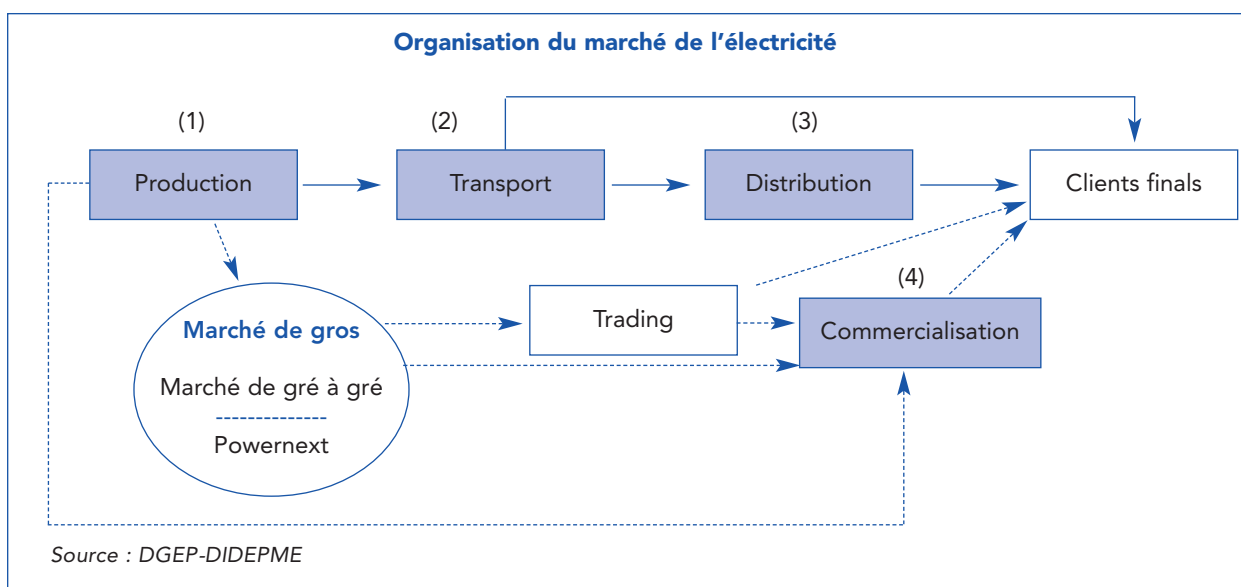 Organisation du marché de l'électricité
(1)
(2)
(3)
Production
Transport
Distribution
Clients finals
(4)
Marché de gros
Trading
Commercialisation
Marché de gré à gré
Powernext
Source : DGEP-DIDEPME